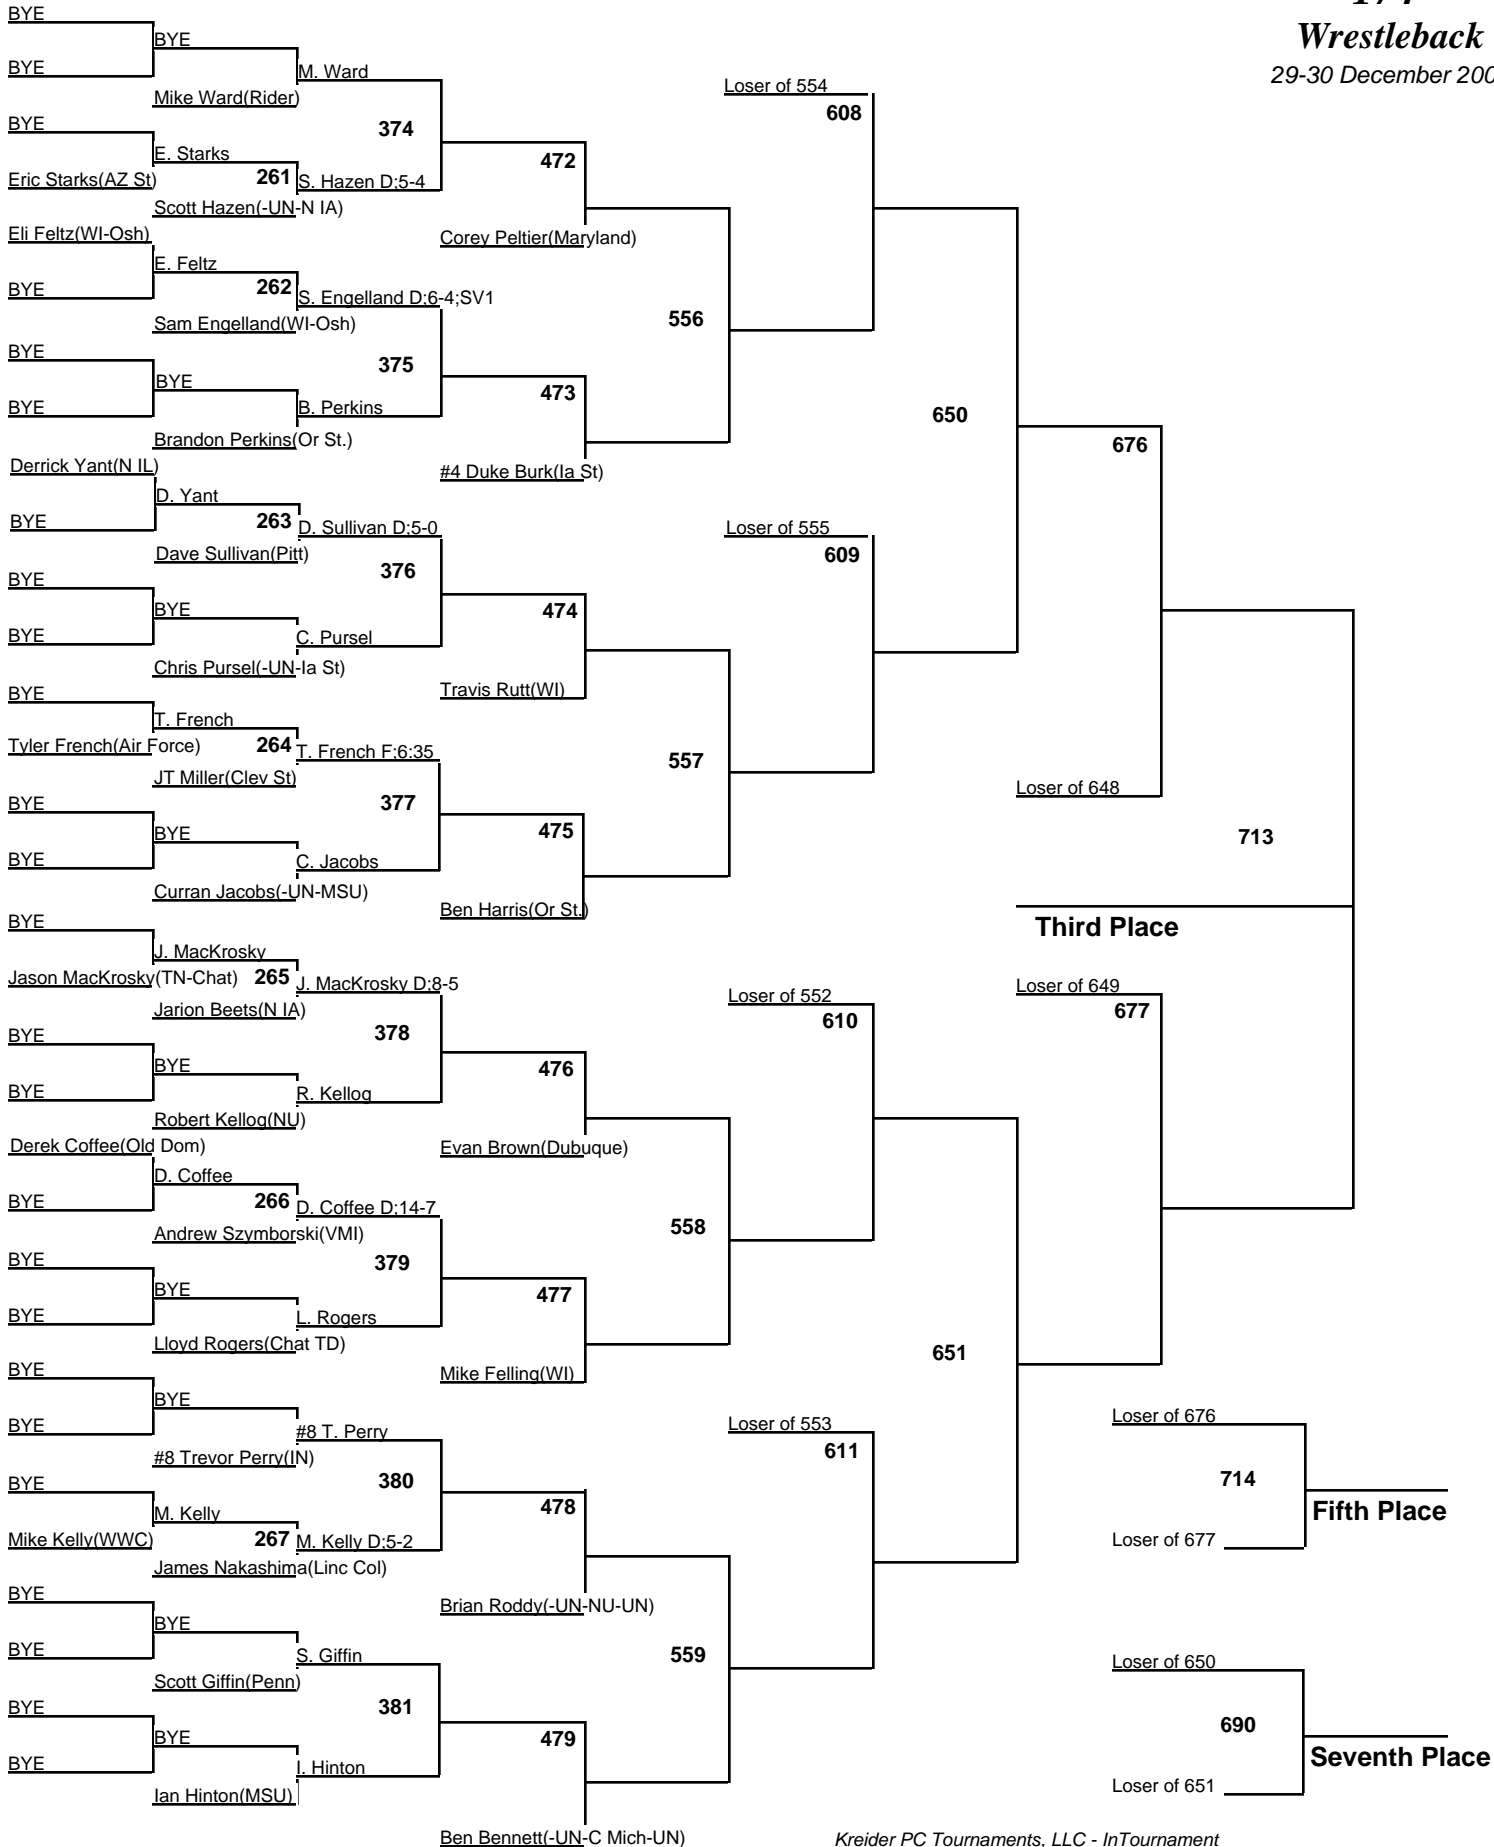 Wrestleback
29-30 December 200
BYE
BYE
BYE
M. Ward
Mike Ward(Rider)
BYE
374
E. Starks
Eric Starks(AZ St)
261
S. Hazen D;5-4
Scott Hazen(-UN-N IA)
472
Corey Peltier(Maryland)
Loser of 554
608
Eli Feltz(WI-Osh)
E. Feltz
BYE
262
S. Engelland D;6-4;SV1
Sam Engelland(WI-Osh)
556
BYE
375
BYE
BYE
B. Perkins
Brandon Perkins(Or St.)
473
#4 Duke Burk(Ia St)
650
676
Derrick Yant(N IL)
D. Yant
BYE
263
D. Sullivan D;5-0
Dave Sullivan(Pitt)
376
Loser of 555
609
BYE
BYE
BYE
C. Pursel
Chris Pursel(-UN-Ia St)
474
Travis Rutt(WI)
BYE
T. French
Tyler French(Air Force)
264
T. French F;6:35
JT Miller(Clev St)
557
BYE
377
BYE
BYE
C. Jacobs
Curran Jacobs(-UN-MSU)
475
Ben Harris(Or St.)
Loser of 648
713
Third Place
BYE
J. MacKrosky
Jason MacKrosky(TN-Chat)
265
J. MacKrosky D;8-5
Jarion Beets(N IA)
378
Loser of 552
610
Loser of 649
677
BYE
BYE
BYE
R. Kellog
Robert Kellog(NU)
476
Evan Brown(Dubuque)
Derek Coffee(Old Dom)
D. Coffee
BYE
266
D. Coffee D;14-7
Andrew Szymborski(VMI)
558
BYE
379
BYE
BYE
L. Rogers
Lloyd Rogers(Chat TD)
477
Mike Felling(WI)
651
BYE
BYE
BYE
#8 T. Perry
#8 Trevor Perry(IN)
380
Loser of 553
611
BYE
M. Kelly
Mike Kelly(WWC)
267
M. Kelly D;5-2
James Nakashima(Linc Col)
478
Brian Roddy(-UN-NU-UN)
Loser of 676
714
Fifth Place
Loser of 677
BYE
BYE
BYE
S. Giffin
Scott Giffin(Penn)
559
BYE
381
BYE
BYE
I. Hinton
Ian Hinton(MSU)
479
Ben Bennett(-UN-C Mich-UN)
Loser of 650
690
Seventh Place
Loser of 651
Kreider PC Tournaments, LLC - InTournament